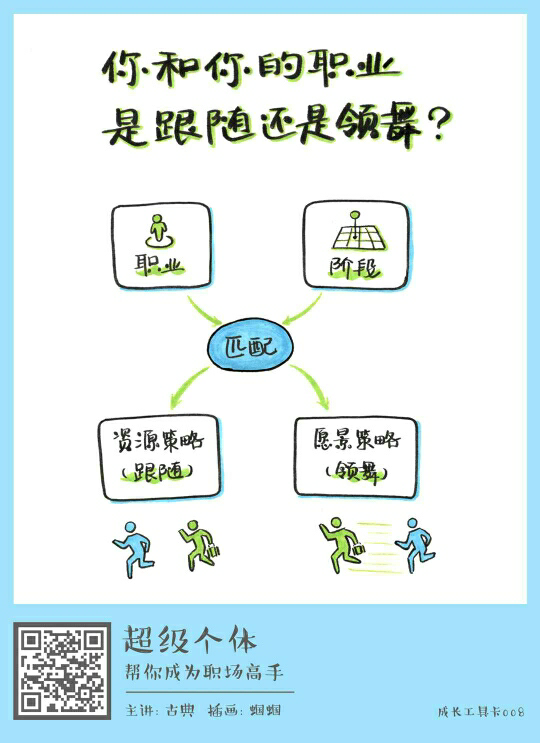 你和你的职业
是跟随还是领舞?
职业
阶段
匹配
资源策略
(跟随)
愿景策略
(领舞)
超级个体
帮你成为职场高手
主讲: 古典 插画: 蝈蝈
成长工具卡008